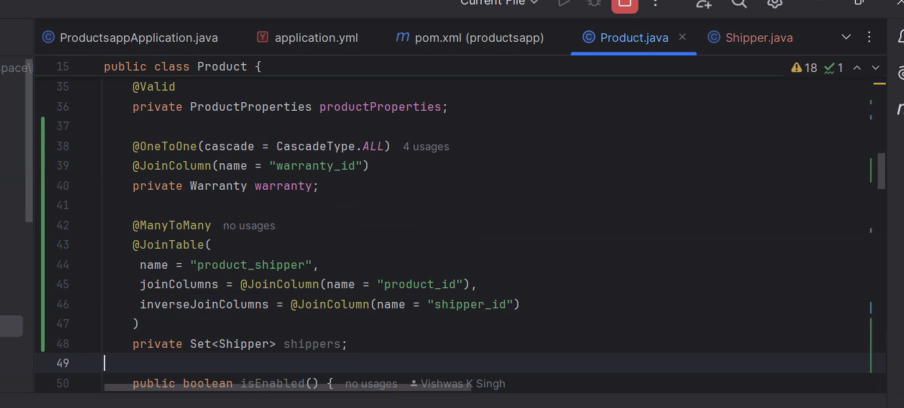 Current File
ProductsappApplication.java application.yml pom.xml (productsapp) Product.java Shipper.java
15 public class Product { 18 1
pace\
35 @Valid
36 private ProductProperties productProperties;
37
38 @OneToOne(cascade = CascadeType.ALL) 4 usages
39 @JoinColumn(name = "warranty_id")
40 private Warranty warranty;
41
42 @ManyToMany no usages
43 @JoinTable(
44 name = "product_shipper",
45 joinColumns = @JoinColumn(name = "product_id"),
46 inverseJoinColumns = @JoinColumn(name = "shipper_id")
47 )
48 private Set<Shipper> shippers;
49
50 public boolean isEnabled() { no usages Vishwas K Singh